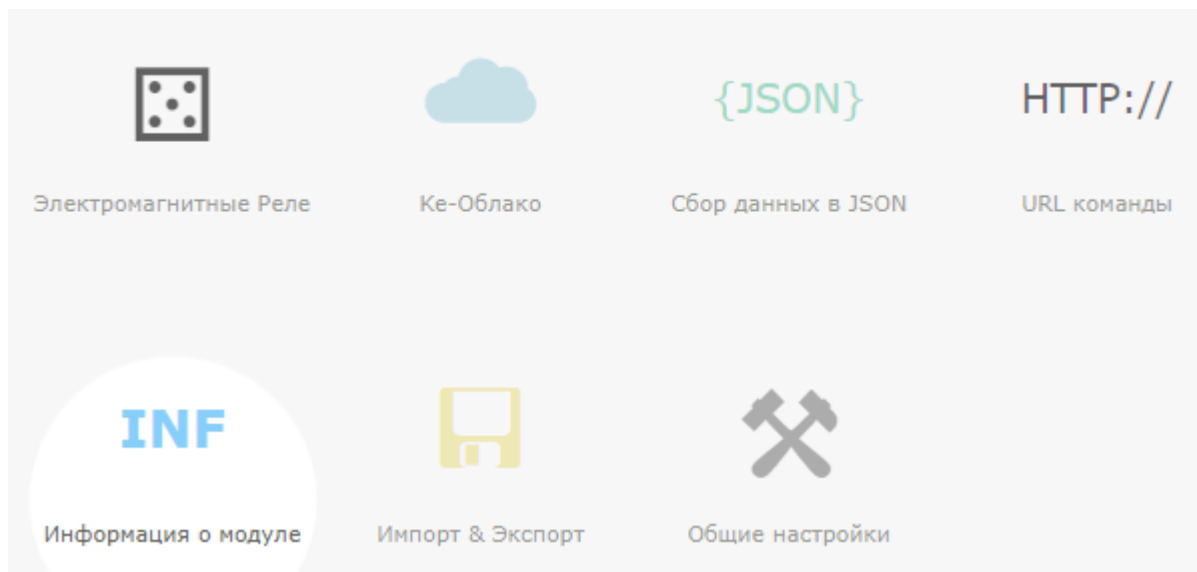 {JSON}
HTTP://
Электромагнитные Реле
Ке-Облако
Сбор данных в JSON
URL команды
INF
Информация о модуле
Импорт & Экспорт
Общие настройки